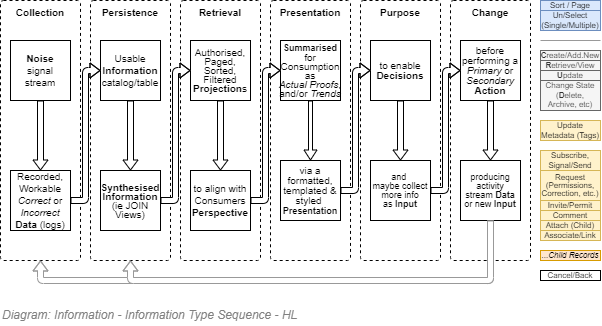 Collection
Persistence
Retrieval
Presentation
Purpose
Change
Noise
signal
stream
Usable
Information
catalog/table
Authorised,
Paged,
Sorted,
Filtered
Projections
Summarised
for
Consumption
as
Actual Proofs,
and/or Trends
to enable
Decisions
before
performing a
Primary or
Secondary
Action
Recorded,
Workable
Correct or
Incorrect
Data (logs)
Synthesised
Information
(ie JOIN
Views)
to align with
Consumers
Perspective
via a
formatted,
templated &
styled
Presentation
and
maybe collect
more info
as Input
producing
activity
stream Data
or new Input
Sort / Page
Un/Select
(Single/Multiple)
Create/Add.New
Retrieve/View
Update
Change State
(Delete,
Archive, etc)
Update
Metadata (Tags)
Subscribe,
Signal/Send
Request
(Permissions,
Correction, etc.)
Invite/Permit
Comment
Attach (Child)
Associate/Link
...Child Records
Cancel/Back
Diagram: Information - Information Type Sequence - HL